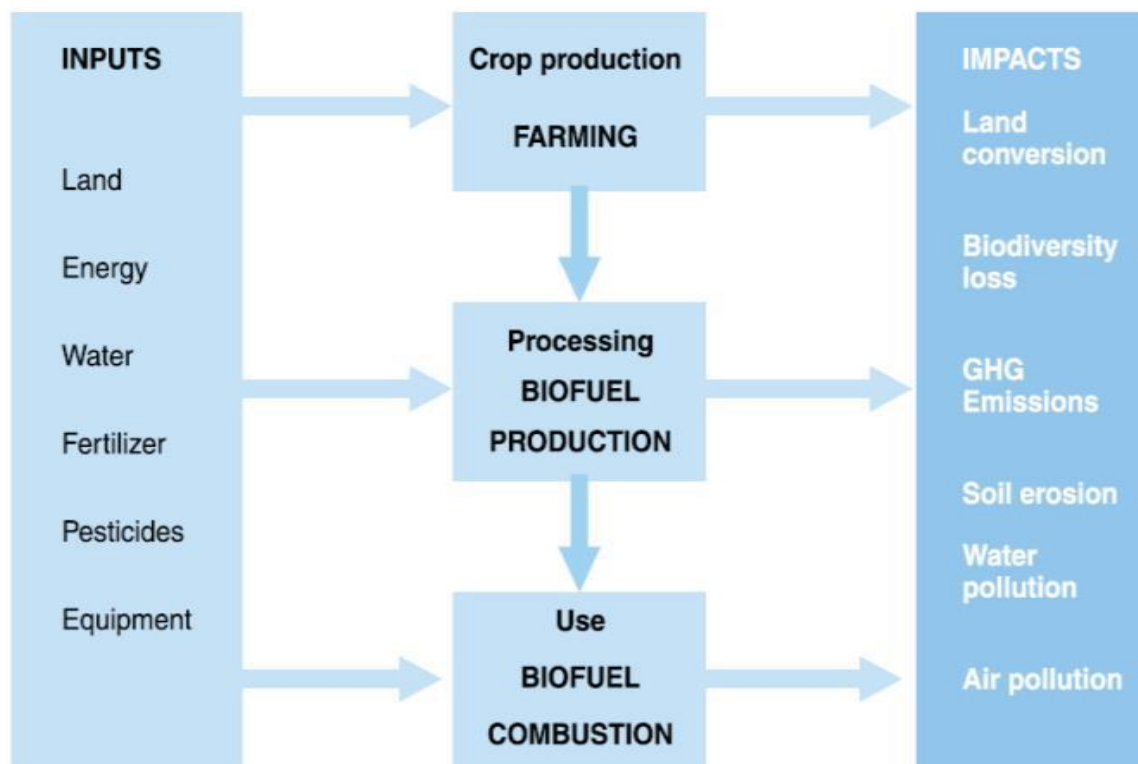 INPUTS
Land
Energy
Water
Fertilizer
Pesticides
Equipment
Crop production
FARMING
Processing
BIOFUEL
PRODUCTION
Use
BIOFUEL
COMBUSTION
IMPACTS
Land
conversion
Biodiversity
loss
GHG
Emissions
Soil erosion
Water
pollution
Air pollution